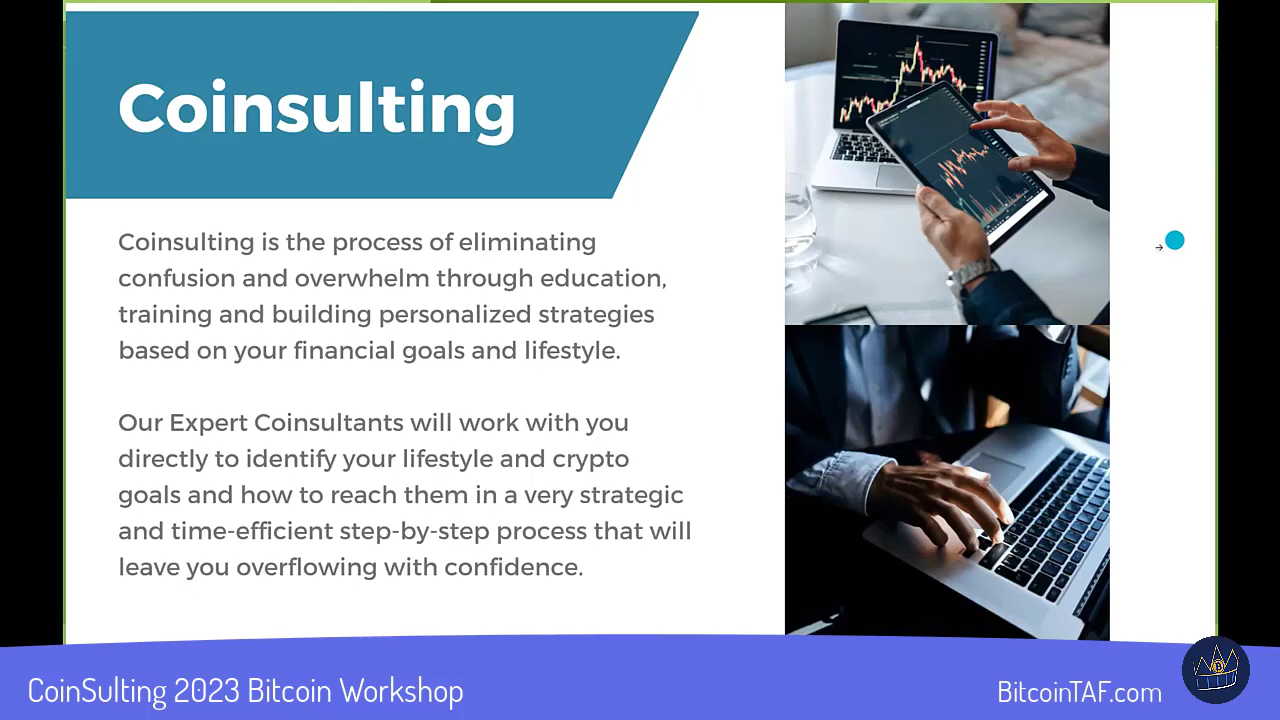 Coinsulting
Coinsulting is the process of eliminating
confusion and overwhelm through education,
training and building personalized strategies
based on your financial goals and lifestyle.
Our Expert Coinsultants will work with you
directly to identify your lifestyle and crypto
goals and how to reach them in a very strategic
and time-efficient step-by-step process that will
leave you overflowing with confidence.
CoinSulting 2023 Bitcoin Workshop
BitcoinTAF.com